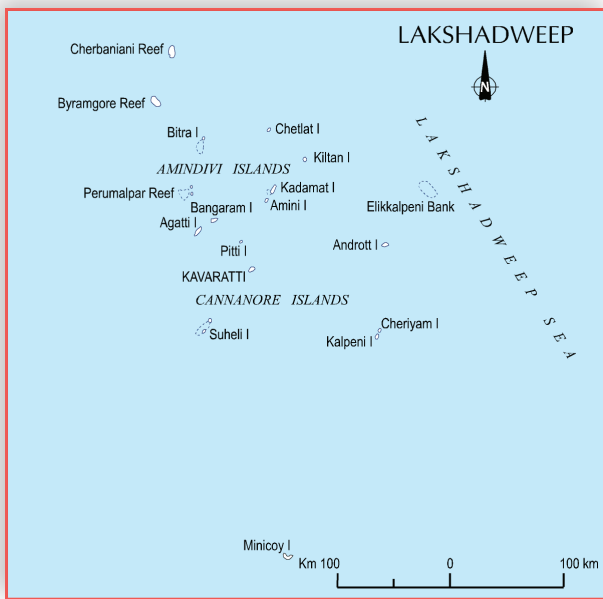 LAKSHADWEEP
N
Cherbaniani Reef
Byramgore Reef
Bitra I
Chetlat I
Kiltan I
AMINDIVI ISLANDS
Perumalpar Reef
Kadamat I
Bangaram I
Amini I
Elikkalpeni Bank
Agatti I
Pitti I
Andrott I
KAVARATTI
CANNANORE ISLANDS
Suheli I
Cheriyam I
Kalpeni I
LAKSHADWEEP SEA
Minicoy I
Km 100 0 100 km